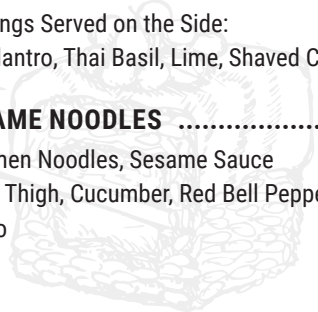 ngs Served on the Side:
lantro, Thai Basil, Lime, Shaved C
AME NOODLES ....................
nen Noodles, Sesame Sauce
Thigh, Cucumber, Red Bell Peppe
o